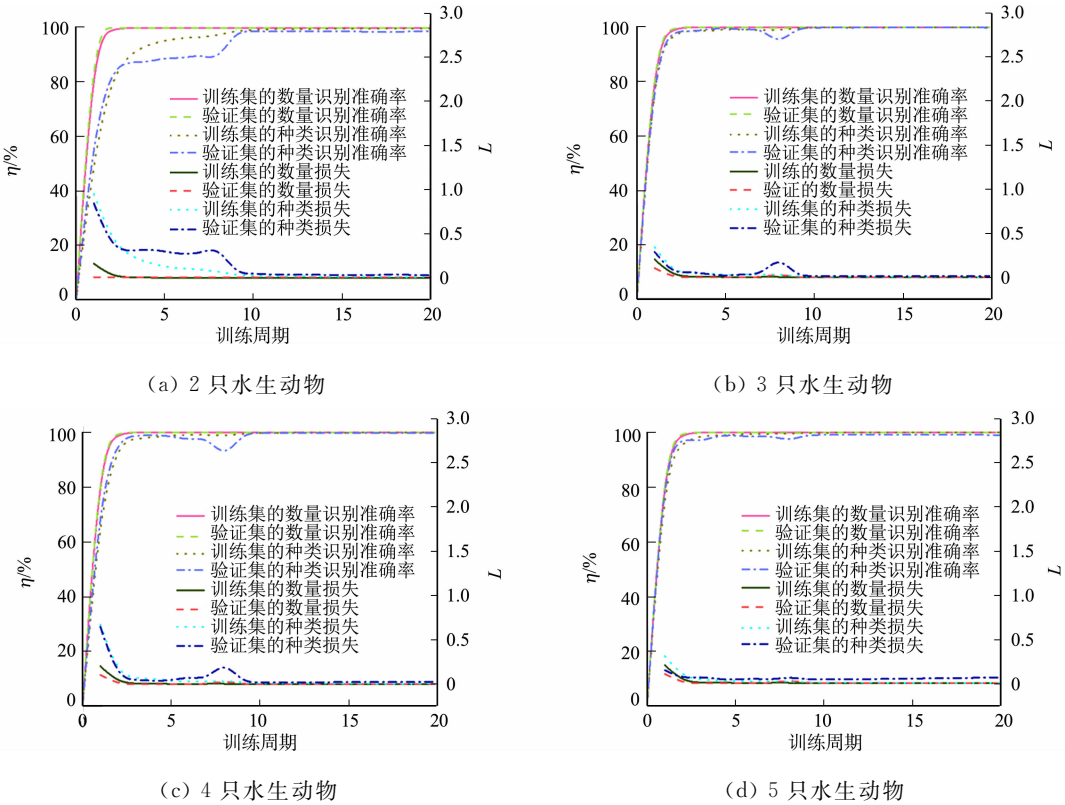 3.0
100
2.5
80
训练集的数量识别准确率
2.0
验证集的数量识别准确率
60
训练集的种类识别准确率
η/%
验证集的种类识别准确率
1.5
L
训练集的数量损失
40
验证集的数量损失
1.0
训练集的种类损失
验证集的种类损失
20
0.5
0
0
0 5 10 15 20
训练周期
(a) 2 只水生动物
3.0
100
2.5
80
训练集的数量识别准确率
2.0
验证集的数量识别准确率
60
训练集的种类识别准确率
η/%
验证集的种类识别准确率
1.5
L
训练的数量损失
40
验证的数量损失
1.0
训练集的种类损失
验证集的种类损失
20
0.5
0
0
0 5 10 15 20
训练周期
(b) 3 只水生动物
3.0
100
2.5
80
训练集的数量识别准确率
2.0
验证集的数量识别准确率
60
训练集的种类识别准确率
η/%
验证集的种类识别准确率
1.5
L
训练集的数量损失
40
验证集的数量损失
1.0
训练集的种类损失
验证集的种类损失
20
0.5
0
0
0 5 10 15 20
训练周期
(c) 4 只水生动物
3.0
100
2.5
80
训练集的数量识别准确率
2.0
验证集的数量识别准确率
60
训练集的种类识别准确率
η/%
验证集的种类识别准确率
1.5
L
训练集的数量损失
40
验证集的数量损失
1.0
训练集的种类损失
验证集的种类损失
20
0.5
0
0
0 5 10 15 20
训练周期
(d) 5 只水生动物